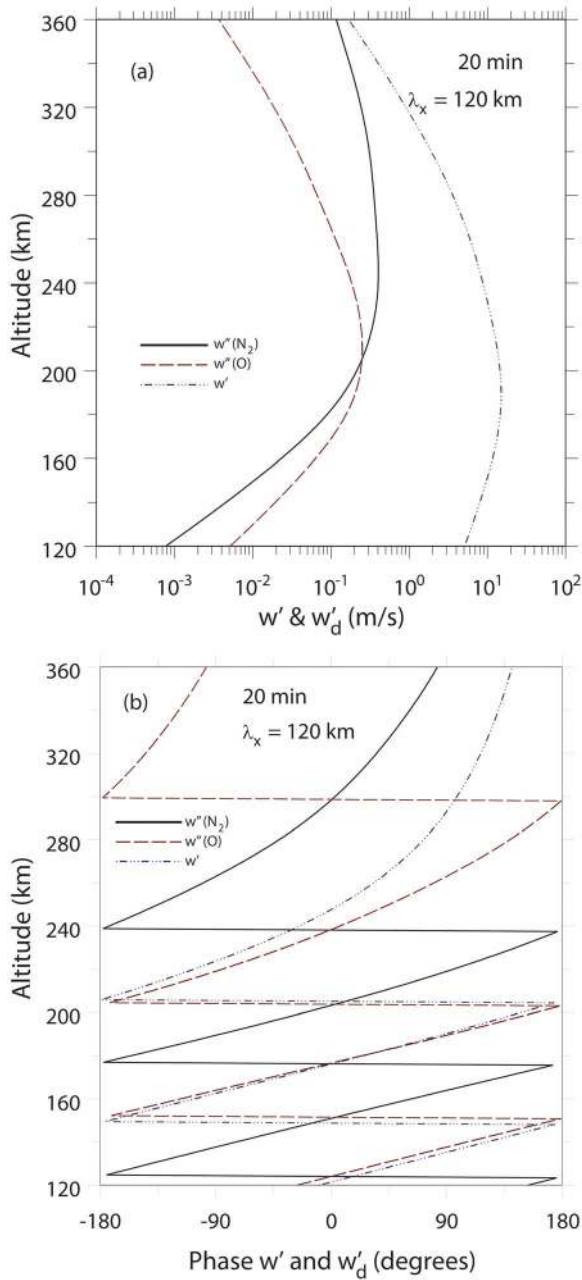 360
(a)
20 min
λx = 120 km
320
280
240
Altitude (km)
w"(N2)
w"(O)
w'
200
160
120
10-4
10-3
10-2
10-1
100
101
102
w' & w'd (m/s)
360
(b)
20 min
λx = 120 km
320
w"(N2)
w"(O)
w'
280
240
Altitude (km)
200
160
120
-180
-90
0
90
180
Phase w' and w'd (degrees)